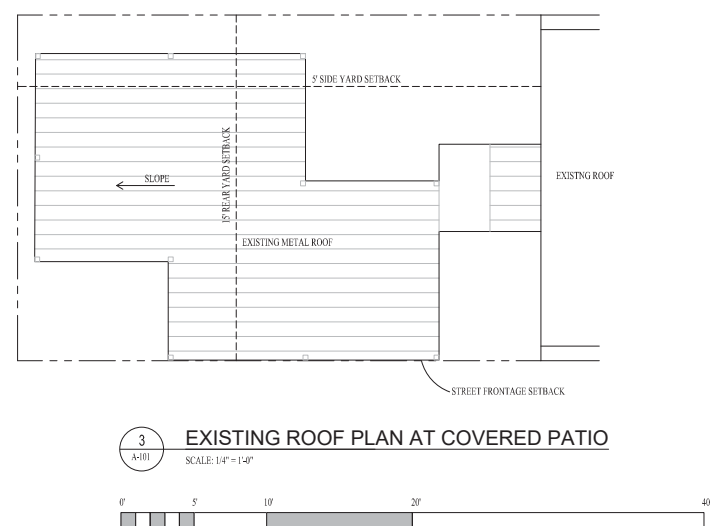 5' SIDE YARD SETBACK
15' REAR YARD SETBACK
SLOPE
EXISTNG ROOF
EXISTING METAL ROOF
STREET FRONTAGE SETBACK
3
A-101
EXISTING ROOF PLAN AT COVERED PATIO
SCALE: 1/4" = 1'-0"
0' 5' 10' 20' 40